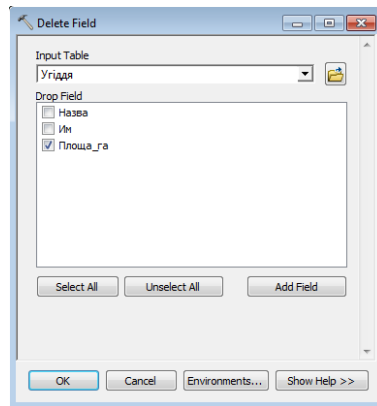 Delete Field
Input Table
Угіддя
Drop Field
Назва
Им
Площа_га
Select All Unselect All Add Field
OK Cancel Environments... Show Help >>